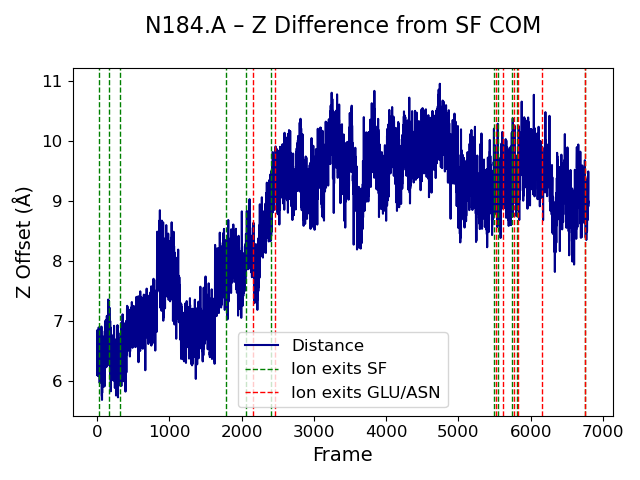 N184.A – Z Difference from SF COM
Z Offset (Å)
11
10
9
8
7
6
Distance
Ion exits SF
Ion exits GLU/ASN
0 1000 2000 3000 4000 5000 6000 7000
Frame